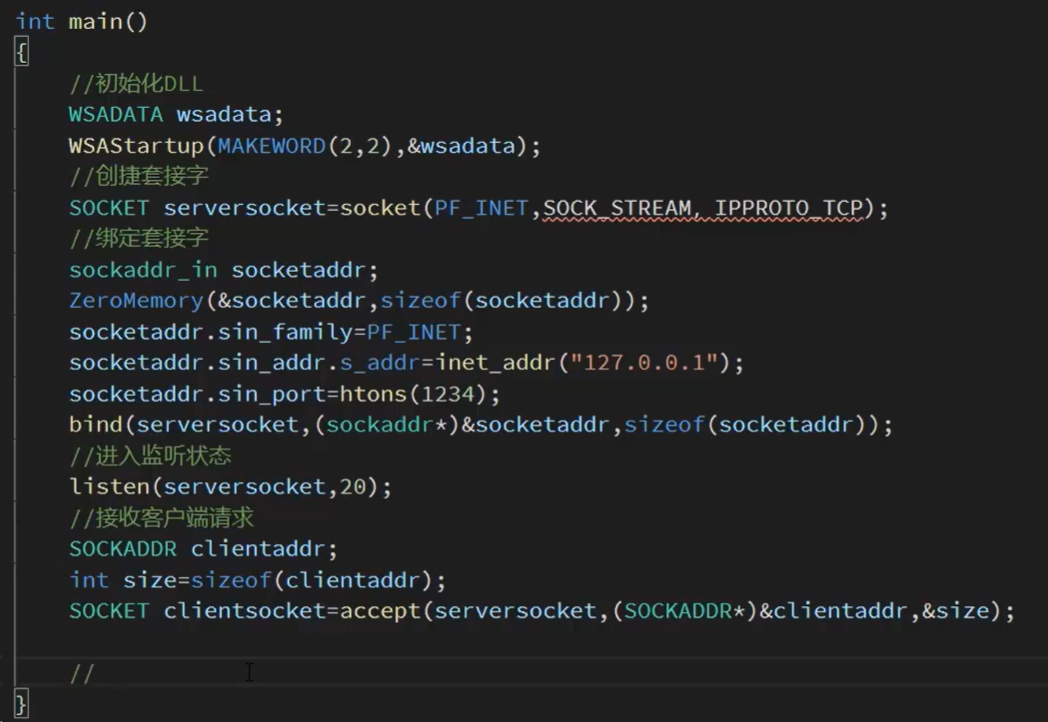 int main()
{
//初始化DLL
WSADATA wsadata;
WSAStartup(MAKEWORD(2,2),&wsadata);
//创捷套接字
SOCKET serversocket=socket(PF_INET,SOCK_STREAM, IPPROTO_TCP);
//绑定套接字
sockaddr_in socketaddr;
ZeroMemory(&socketaddr,sizeof(socketaddr));
socketaddr.sin_family=PF_INET;
socketaddr.sin_addr.s_addr=inet_addr("127.0.0.1");
socketaddr.sin_port=htons(1234);
bind(serversocket,(sockaddr*)&socketaddr,sizeof(socketaddr));
//进入监听状态
listen(serversocket,20);
//接收客户端请求
SOCKADDR clientaddr;
int size=sizeof(clientaddr);
SOCKET clientsocket=accept(serversocket,(SOCKADDR*)&clientaddr,&size);
//
}